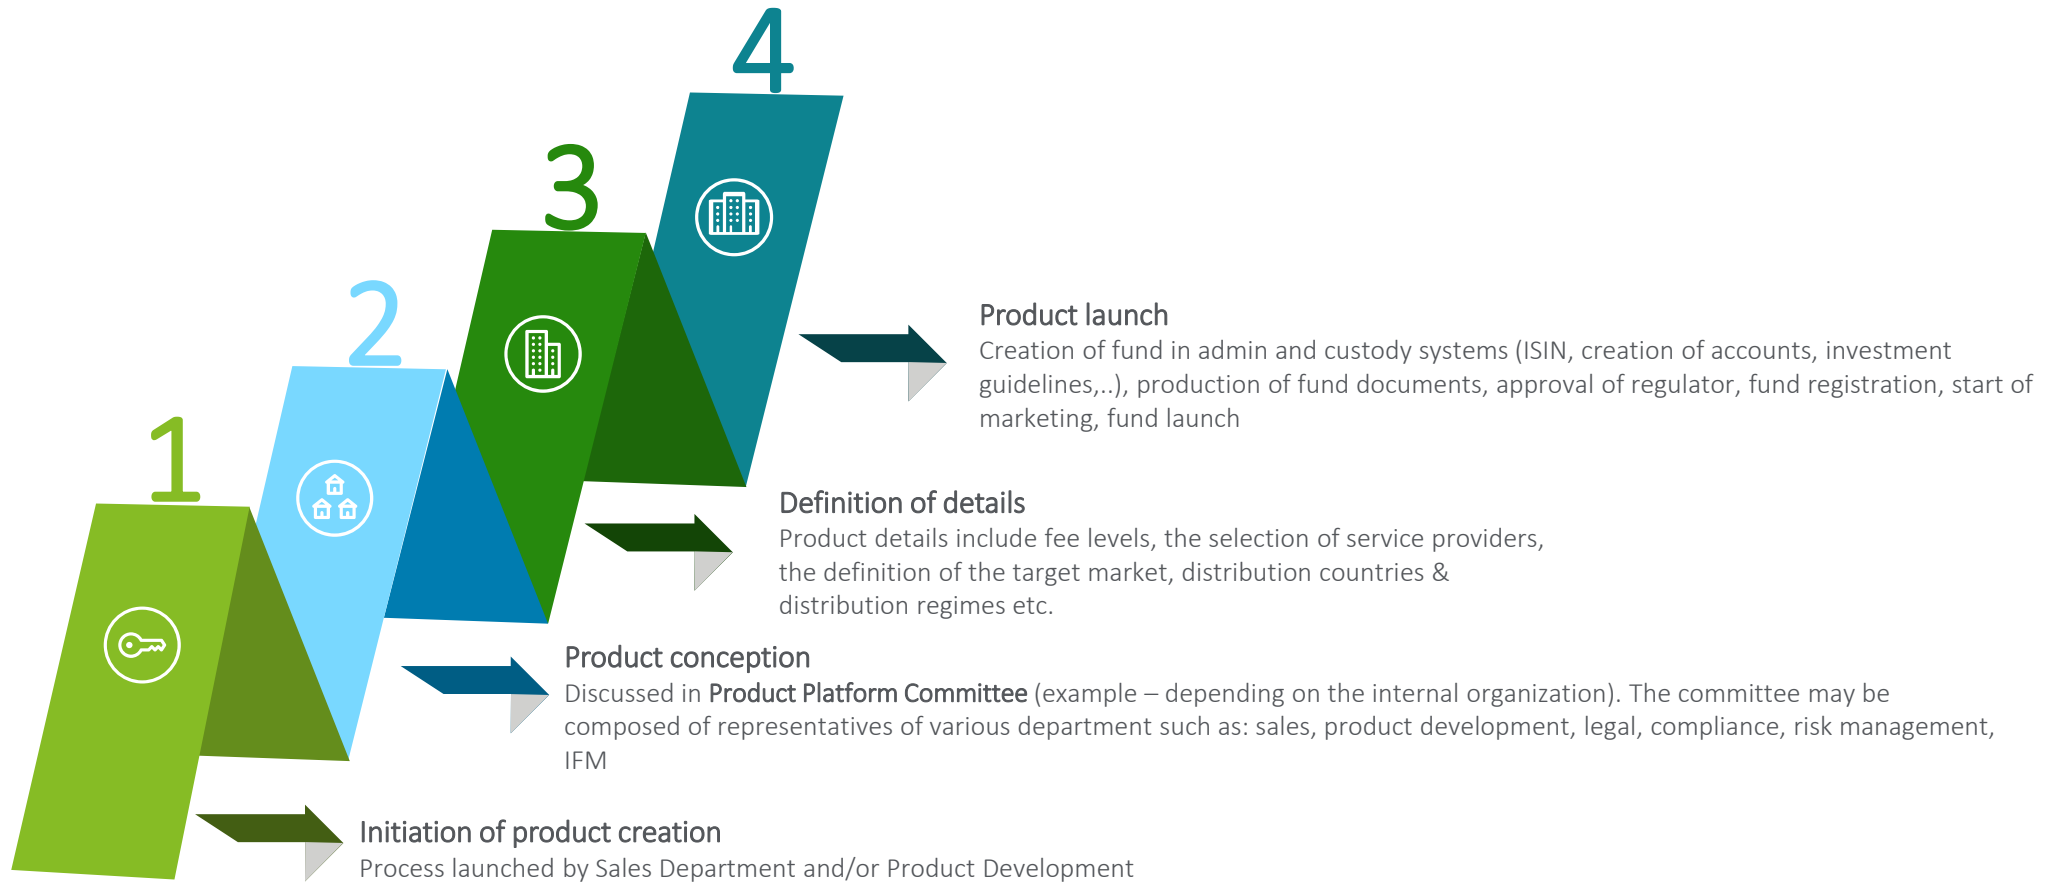 4
3
2
1
Product launch
Creation of fund in admin and custody systems (ISIN, creation of accounts, investment
guidelines,..), production of fund documents, approval of regulator, fund registration, start of
marketing, fund launch
Definition of details
Product details include fee levels, the selection of service providers,
the definition of the target market, distribution countries &
distribution regimes etc.
Product conception
Discussed in Product Platform Committee (example – depending on the internal organization). The committee may be
composed of representatives of various department such as: sales, product development, legal, compliance, risk management,
IFM
Initiation of product creation
Process launched by Sales Department and/or Product Development